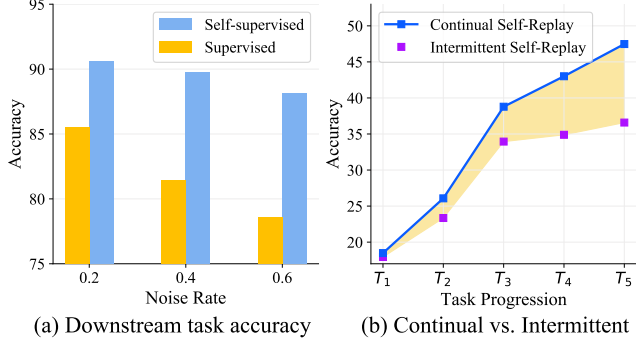 95
90
85
80
75
Accuracy
Self-supervised
Supervised
0.2
0.4
0.6
Noise Rate
(a) Downstream task accuracy
50
45
40
35
30
25
20
Accuracy
Continual Self-Replay
Intermittent Self-Replay
T1
T2
T3
T4
T5
Task Progression
(b) Continual vs. Intermittent